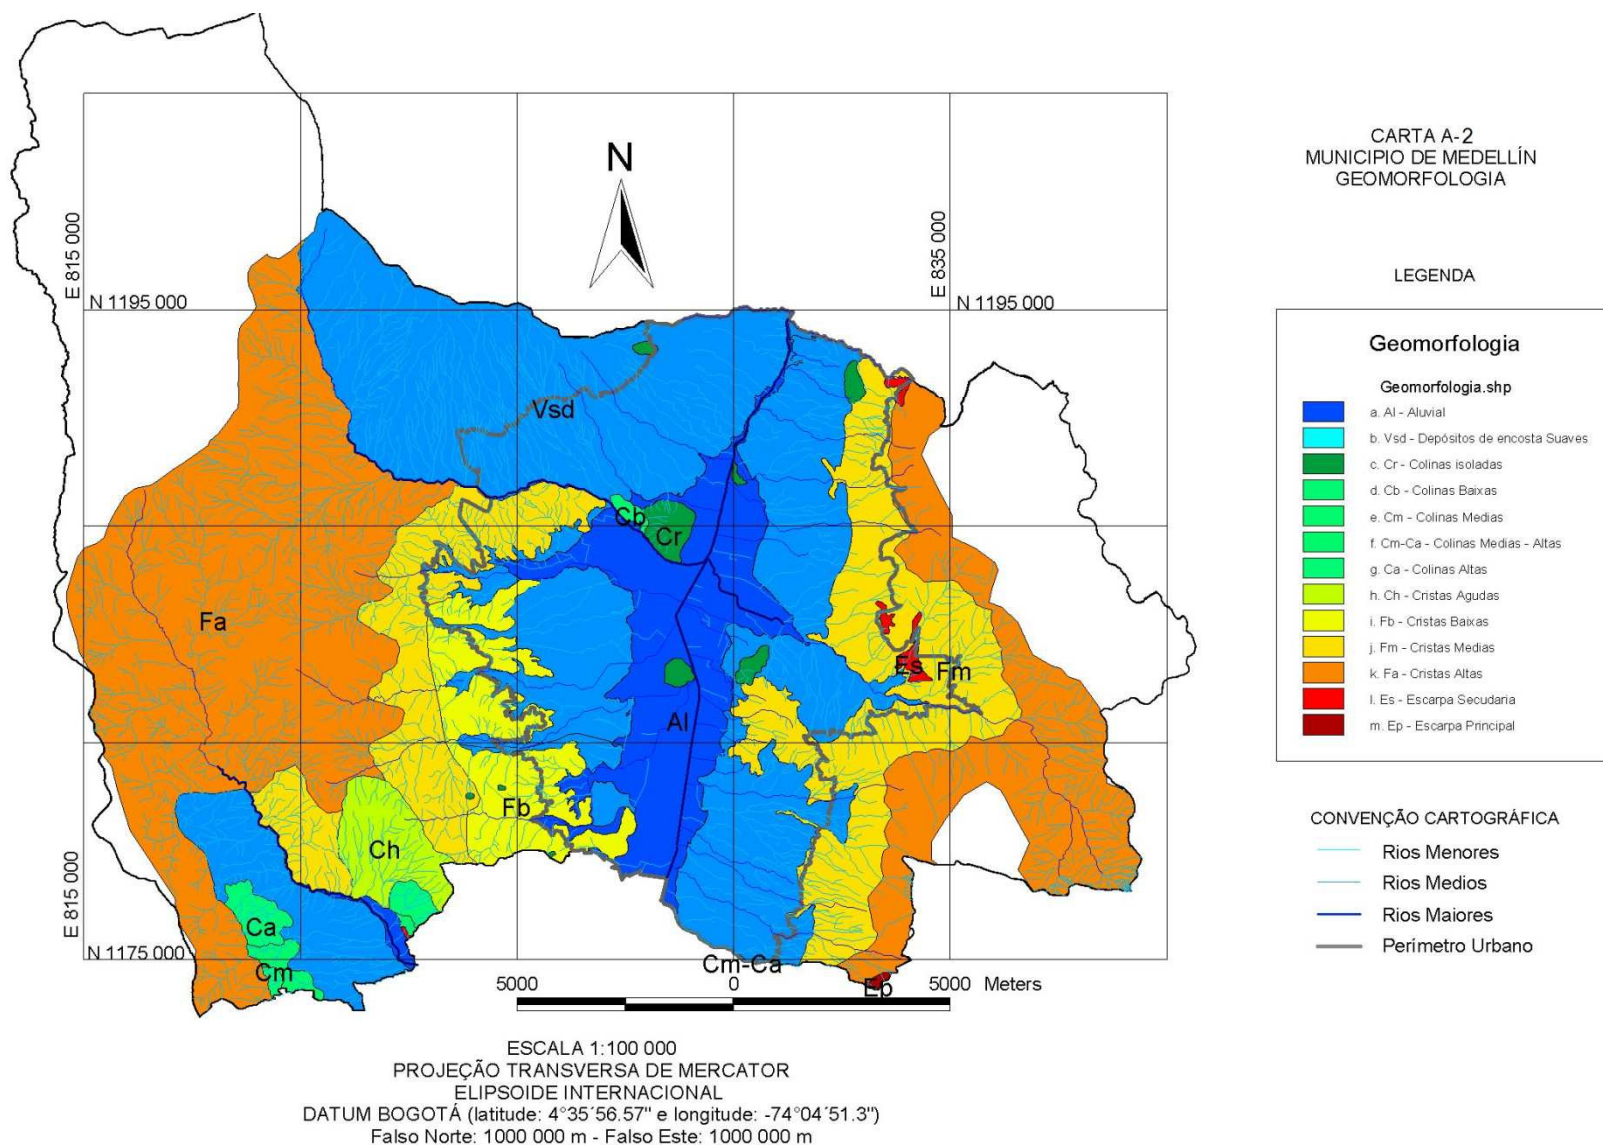 CARTA A-2
MUNICIPIO DE MEDELLÍN
GEOMORFOLOGIA
N
E 815 000
E 835 000
N 1195 000
N 1195 000
LEGENDA
Geomorfologia
Geomorfologia.shp
a. Al - Aluvial
b. Vsd - Depósitos de encosta Suaves
c. Cr - Colinas isoladas
d. Cb - Colinas Baixas
e. Cm - Colinas Medias
f. Cm-Ca - Colinas Medias - Altas
g. Ca - Colinas Altas
h. Ch - Cristas Agudas
i. Fb - Cristas Baixas
j. Fm - Cristas Medias
k. Fa - Cristas Altas
l. Es - Escarpa Secudaria
m. Ep - Escarpa Principal
Vsd
Cb
Cr
Fa
Es
Fm
Al
Fb
Ch
Ca
Cm
Cm-Ca
Ep
CONVENÇÃO CARTOGRÁFICA
Rios Menores
Rios Medios
Rios Maiores
Perímetro Urbano
E 815 000
N 1175 000
5000 0 5000 Meters
ESCALA 1:100 000
PROJEÇÃO TRANSVERSA DE MERCATOR
ELIPSOIDE INTERNACIONAL
DATUM BOGOTÁ (latitude: 4°35´56.57" e longitude: -74°04´51.3")
Falso Norte: 1000 000 m - Falso Este: 1000 000 m